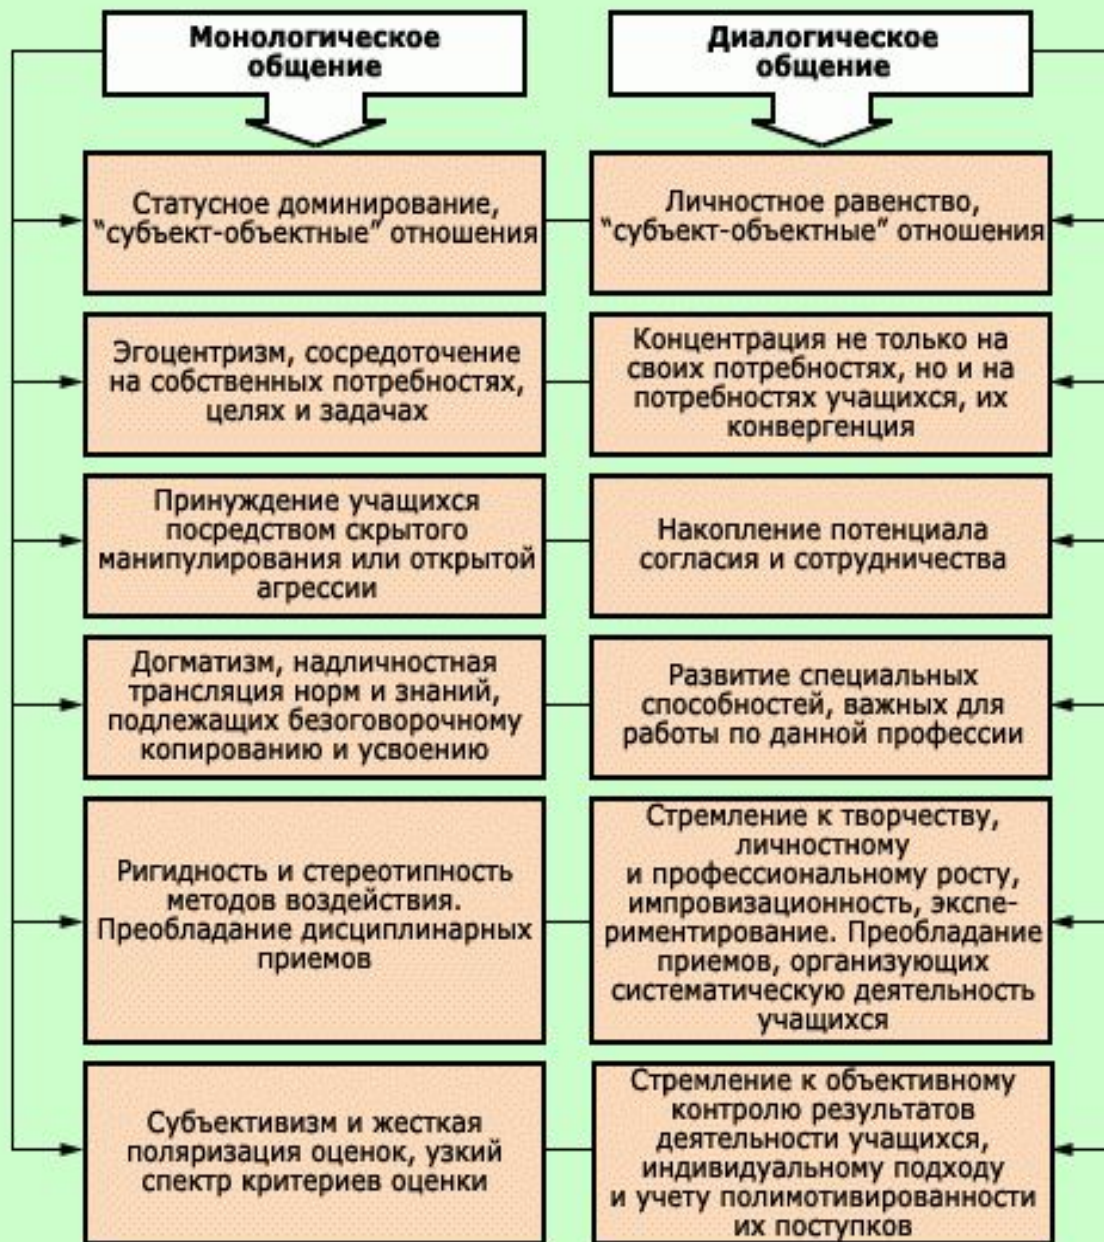 Монологическое
общение
Диалогическое
общение
Статусное доминирование,
“субъект-объектные” отношения
Личностное равенство,
“субъект-объектные” отношения
Эгоцентризм, сосредоточение
на собственных потребностях,
целях и задачах
Концентрация не только на
своих потребностях, но и на
потребностях учащихся, их
конвергенция
Принуждение учащихся
посредством скрытого
манипулирования или открытой
агрессии
Накопление потенциала
согласия и сотрудничества
Догматизм, надличностная
трансляция норм и знаний,
подлежащих безоговорочному
копированию и усвоению
Развитие специальных
способностей, важных для
работы по данной профессии
Ригидность и стереотипность
методов воздействия.
Преобладание дисциплинарных
приемов
Стремление к творчеству,
личностному
и профессиональному росту,
импровизационность, экспе-
риментирование. Преобладание
приемов, организующих
систематическую деятельность
учащихся
Субъективизм и жесткая
поляризация оценок, узкий
спектр критериев оценки
Стремление к объективному
контролю результатов
деятельности учащихся,
индивидуальному подходу
и учету полимотивированности
их поступков